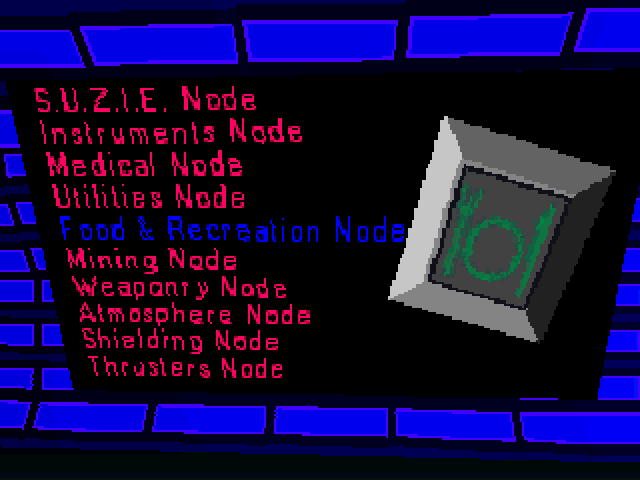 S.U.Z.I.E. Node
Instruments Node
Medical Node
Utilities Node
Food & Recreation Node
Mining Node
Weaponry Node
Atmosphere Node
Shielding Node
Thrusters Node